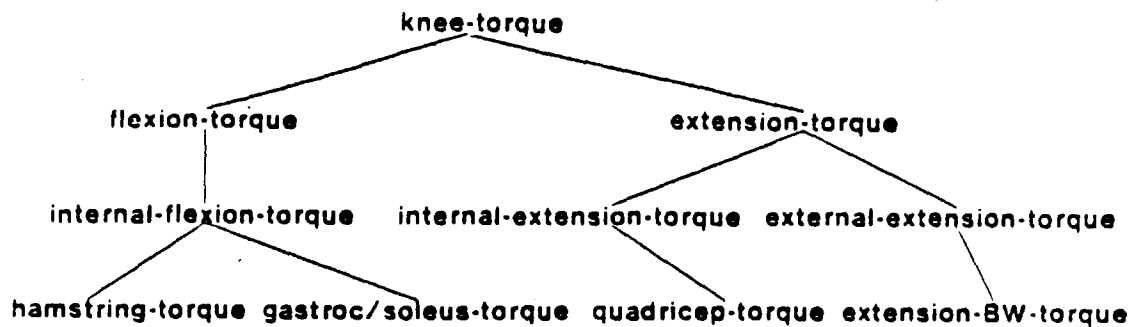 knee-torque
flexion-torque extension-torque
internal-flexion-torque internal-extension-torque external-extension-torque
hamstring-torque gastroc/soleus-torque quadricep-torque extension-BW-torque